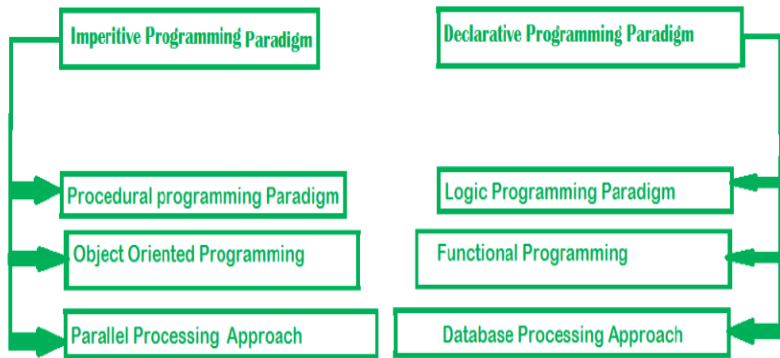 Imperitive Programming Paradigm
Declarative Programming Paradigm
Procedural programming Paradigm
Logic Programming Paradigm
Object Oriented Programming
Functional Programming
Parallel Processing Approach
Database Processing Approach